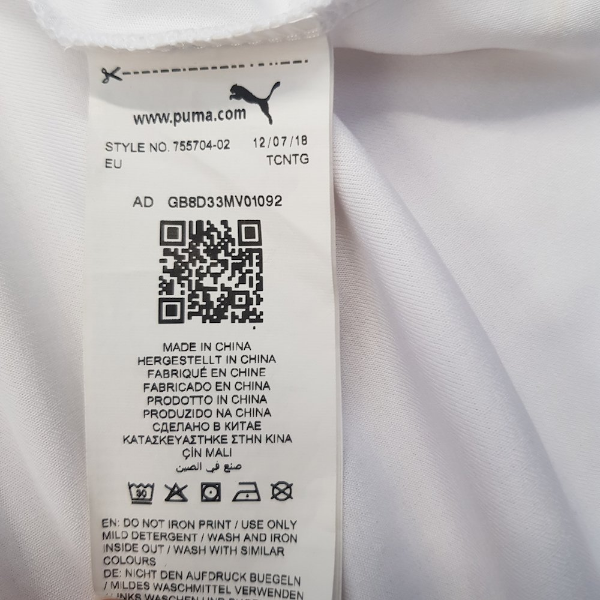 www.puma.com
STYLE NO. 755704-02 12/07/18
EU TCNTG
AD GB8D33MV01092
MADE IN CHINA
HERGESTELLT IN CHINA
FABRIQUÉ EN CHINE
FABRICADO EN CHINA
PRODOTTO IN CHINA
PRODUZIDO NA CHINA
СДЕЛАНО В КИТАЕ
ΚΑΤΑΣΚΕΥΑΣΤΗΚΕ ΣΤΗΝ ΚΙΝΑ
ÇİN MALI
صنع في الصين
30
EN: DO NOT IRON PRINT / USE ONLY
MILD DETERGENT / WASH AND IRON
INSIDE OUT / WASH WITH SIMILAR
COLOURS
DE: NICHT DEN AUFDRUCK BUEGELN
/ MILDES WASCHMITTEL VERWENDEN